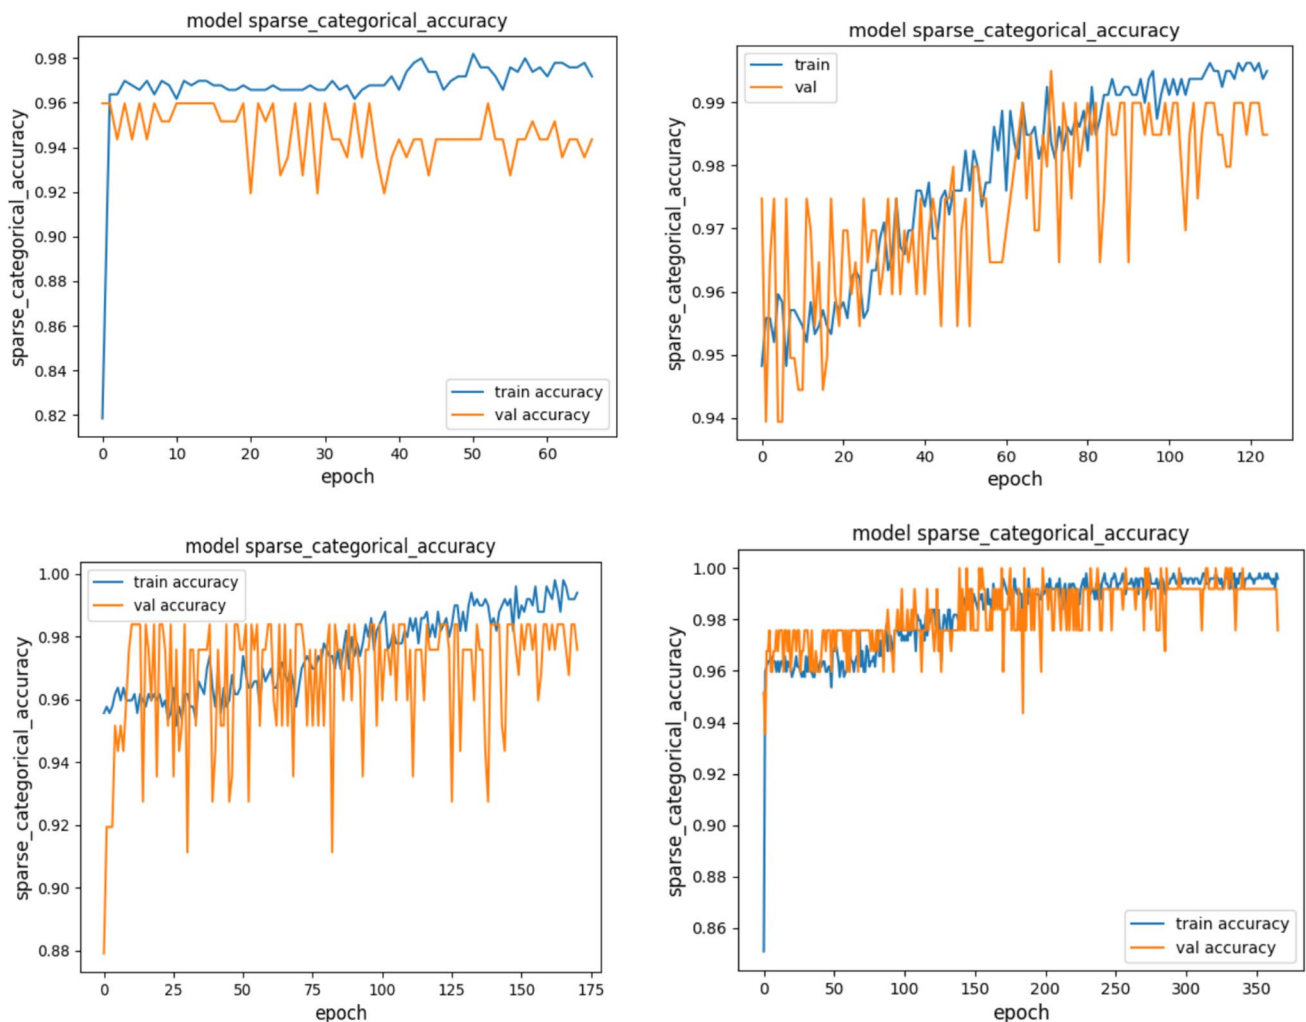 model sparse_categorical_accuracy
sparse_categorical_accuracy
0.98
0.96
0.94
0.92
0.90
0.88
0.86
0.84
0.82
train accuracy
val accuracy
0 10 20 30 40 50 60
epoch
model sparse_categorical_accuracy
sparse_categorical_accuracy
train
val
0.99
0.98
0.97
0.96
0.95
0.94
0 20 40 60 80 100 120
epoch
model sparse_categorical_accuracy
sparse_categorical_accuracy
train accuracy
val accuracy
1.00
0.98
0.96
0.94
0.92
0.90
0.88
0 25 50 75 100 125 150 175
epoch
model sparse_categorical_accuracy
sparse_categorical_accuracy
1.00
0.98
0.96
0.94
0.92
0.90
0.88
0.86
train accuracy
val accuracy
0 50 100 150 200 250 300 350
epoch